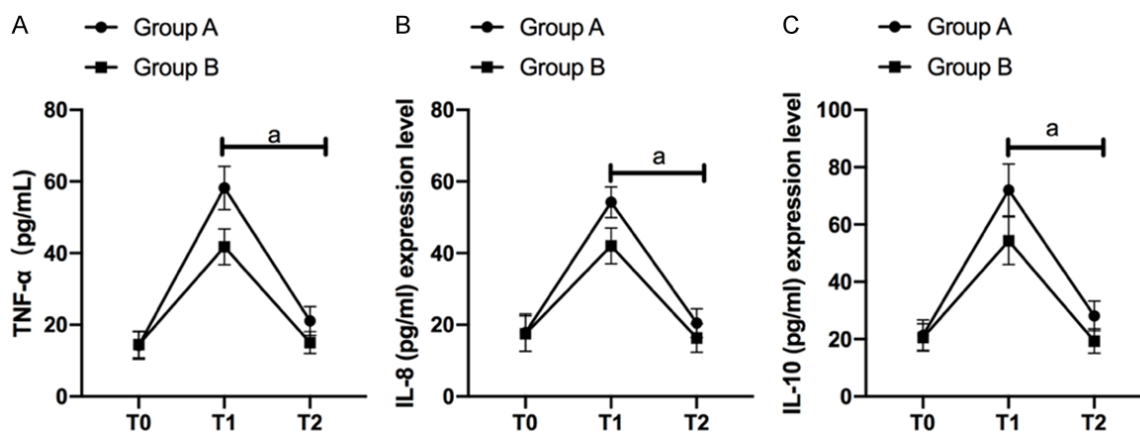 A
Group A
Group B
TNF-α (pg/mL)
80
60
40
20
0
a
T0 T1 T2
B
Group A
Group B
IL-8 (pg/ml) expression level
80
60
40
20
0
a
T0 T1 T2
C
Group A
Group B
IL-10 (pg/ml) expression level
100
80
60
40
20
0
a
T0 T1 T2